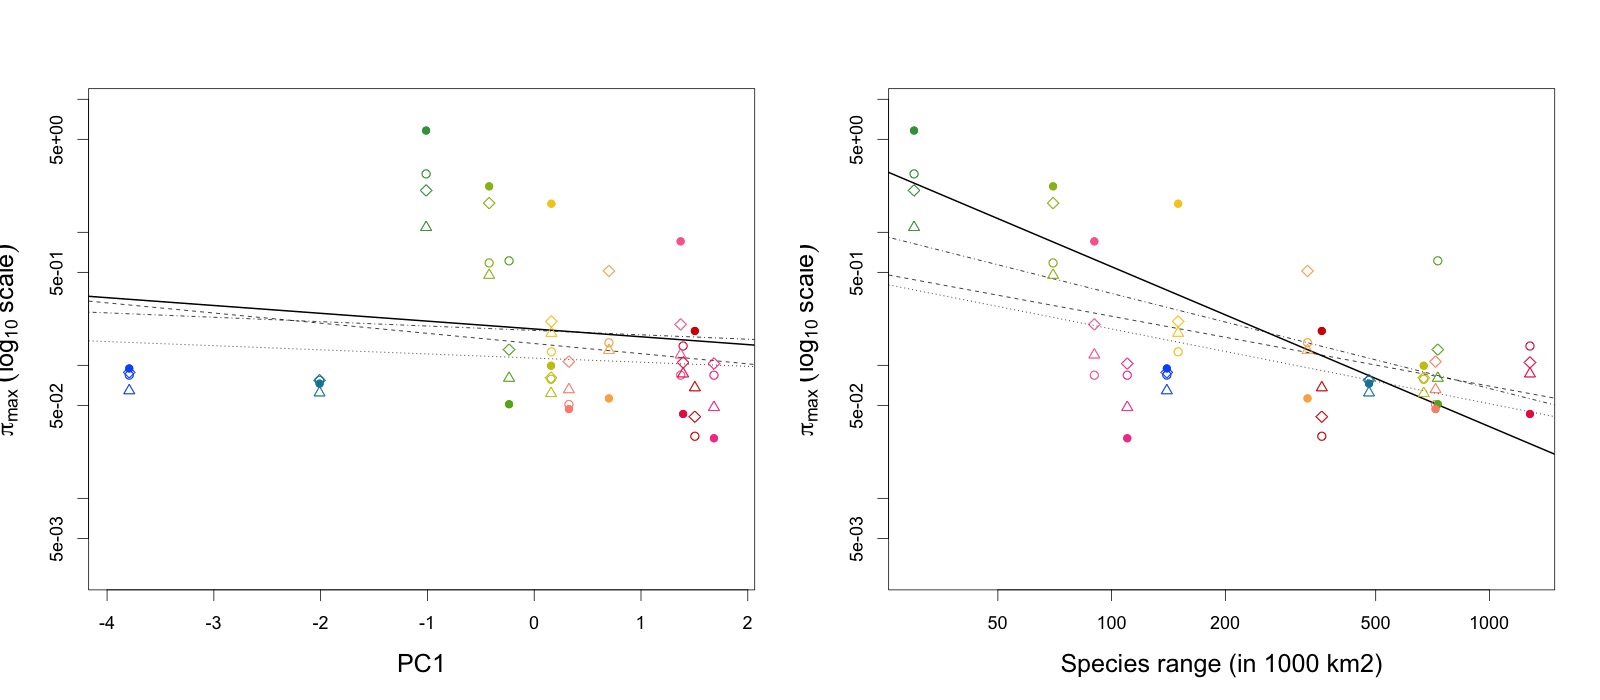 πmax (log10 scale)
5e+00
5e-01
5e-02
5e-03
-4 -3 -2 -1 0 1 2
PC1
πmax (log10 scale)
5e+00
5e-01
5e-02
5e-03
50 100 200 500 1000
Species range (in 1000 km2)